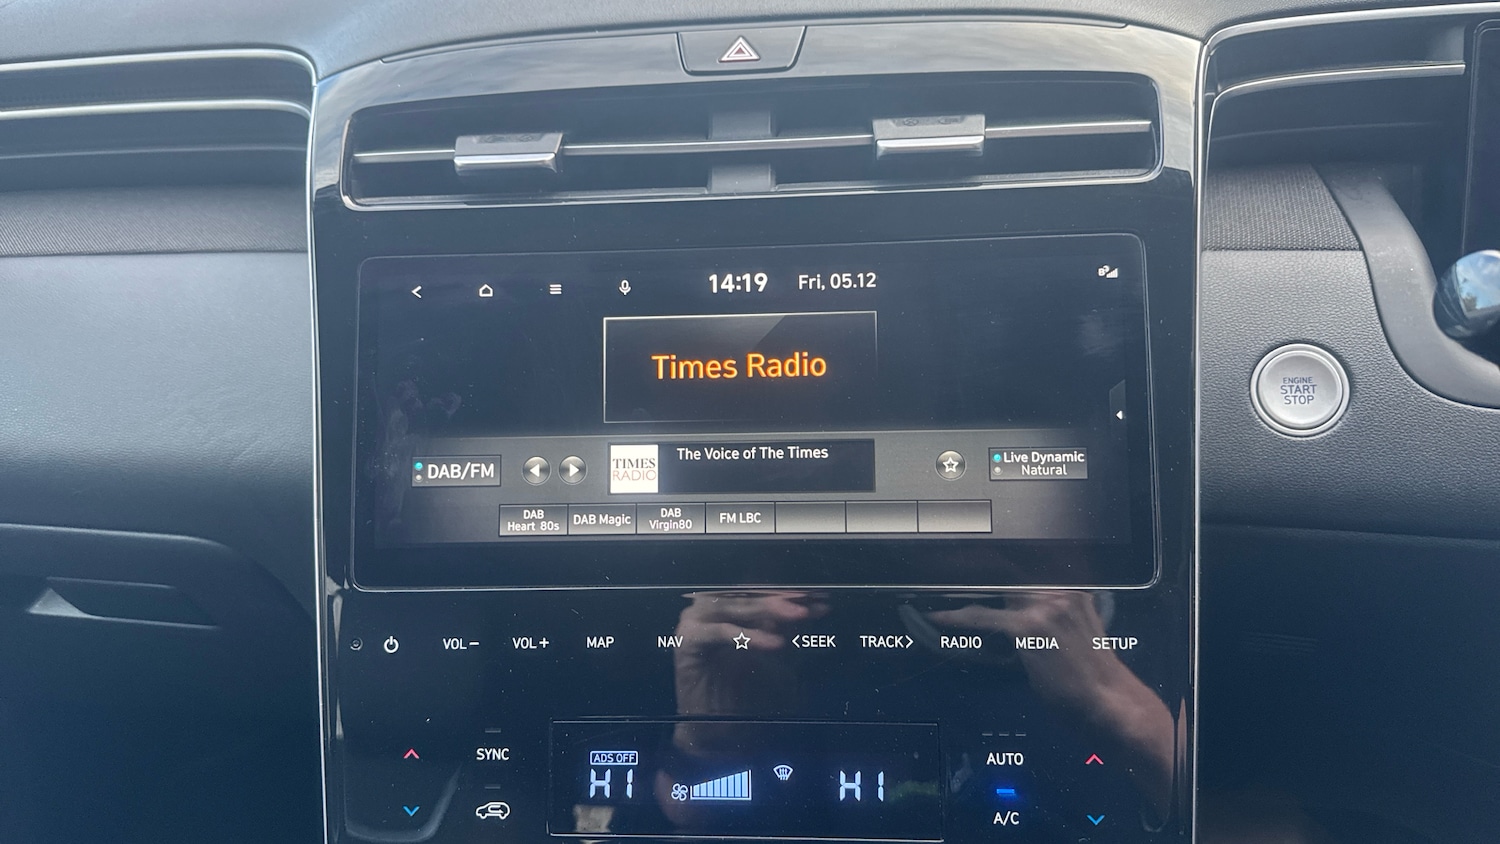 14:19 Fri, 05.12
Times Radio
DAB/FM
TIMES
RADIO
The Voice of The Times
Live Dynamic
Natural
DAB
Heart 80s
DAB Magic
DAB
Virgin80
FM LBC
ENGINE
START
STOP
VOL− VOL+ MAP NAV <SEEK TRACK> RADIO MEDIA SETUP
SYNC
ADS OFF
HI
HI
AUTO
A/C